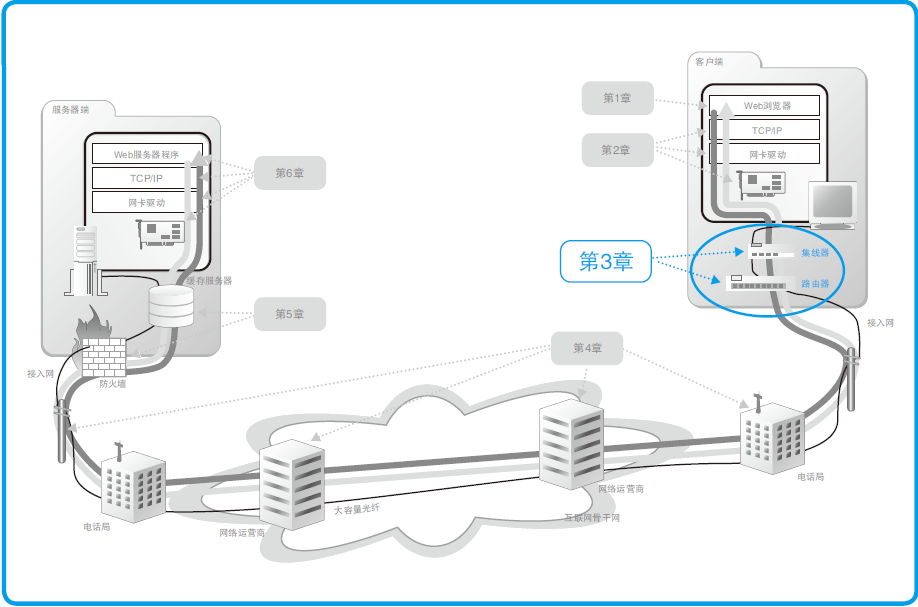 客户端
服务器端
第1章
Web浏览器
TCP/IP
第2章
网卡驱动
Web服务器程序
TCP/IP
第6章
网卡驱动
第3章
集线器
路由器
缓存服务器
第5章
接入网
第4章
接入网
防火墙
电话局
网络运营商
大容量光纤
互联网骨干网
电话局
网络运营商